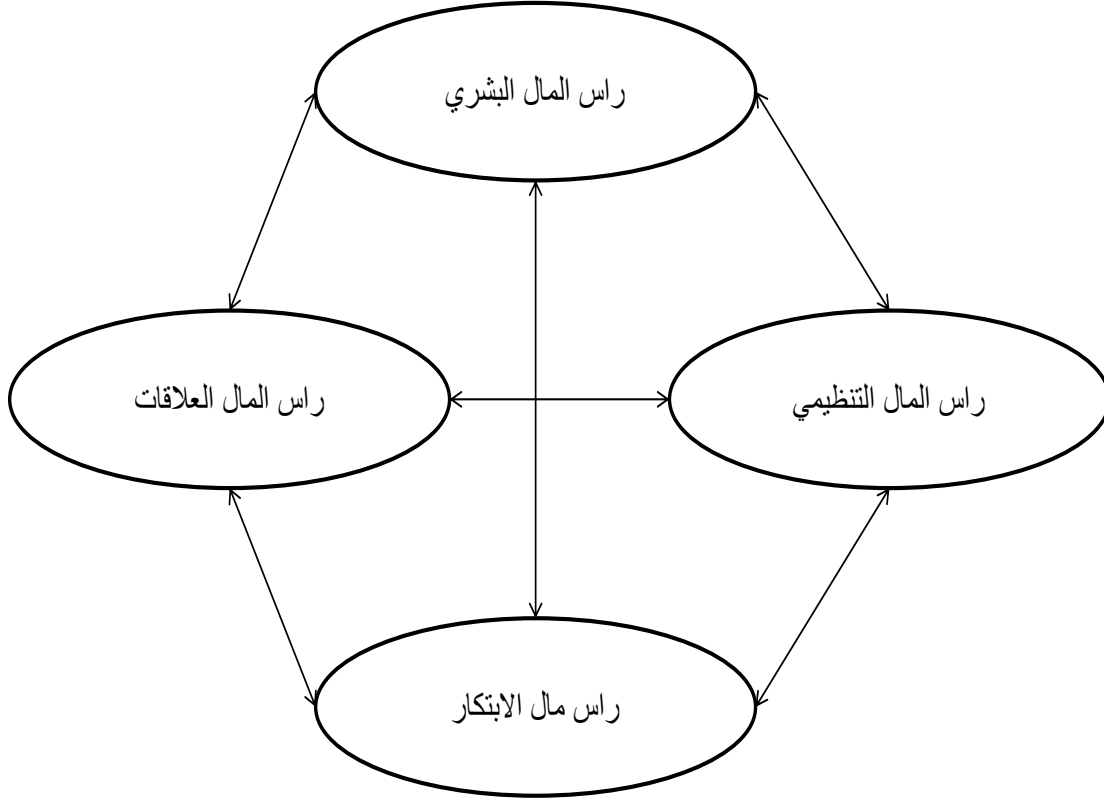 راس المال البشري
راس المال التنظيمي
راس المال العلاقات
راس مال الابتكار